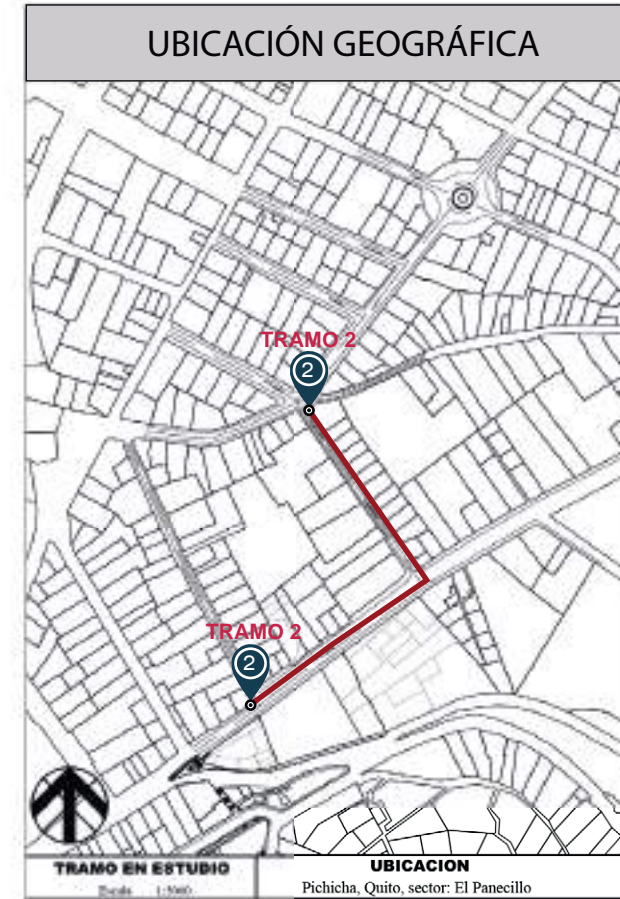 UBICACIÓN GEOGRÁFICA
TRAMO 2
2
TRAMO 2
2
TRAMO EN ESTUDIO
UBICACION
Pichicha, Quito, sector: El Panecillo